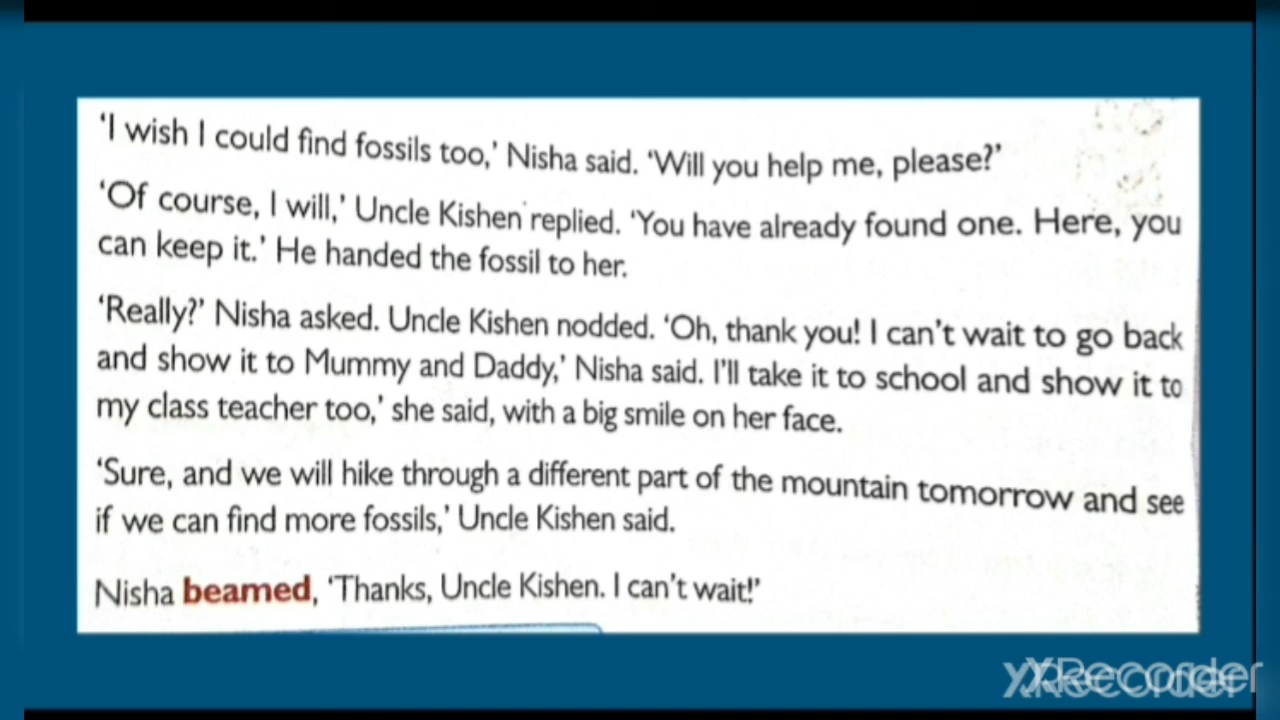 ‘I wish I could find fossils too,’ Nisha said. ‘Will you help me, please?’
‘Of course, I will,’ Uncle Kishen replied. ‘You have already found one. Here, you
can keep it.’ He handed the fossil to her.
‘Really?’ Nisha asked. Uncle Kishen nodded. ‘Oh, thank you! I can’t wait to go back
and show it to Mummy and Daddy,’ Nisha said. I’ll take it to school and show it to
my class teacher too,’ she said, with a big smile on her face.
‘Sure, and we will hike through a different part of the mountain tomorrow and see
if we can find more fossils,’ Uncle Kishen said.
Nisha beamed, ‘Thanks, Uncle Kishen. I can’t wait!’
XRecorder